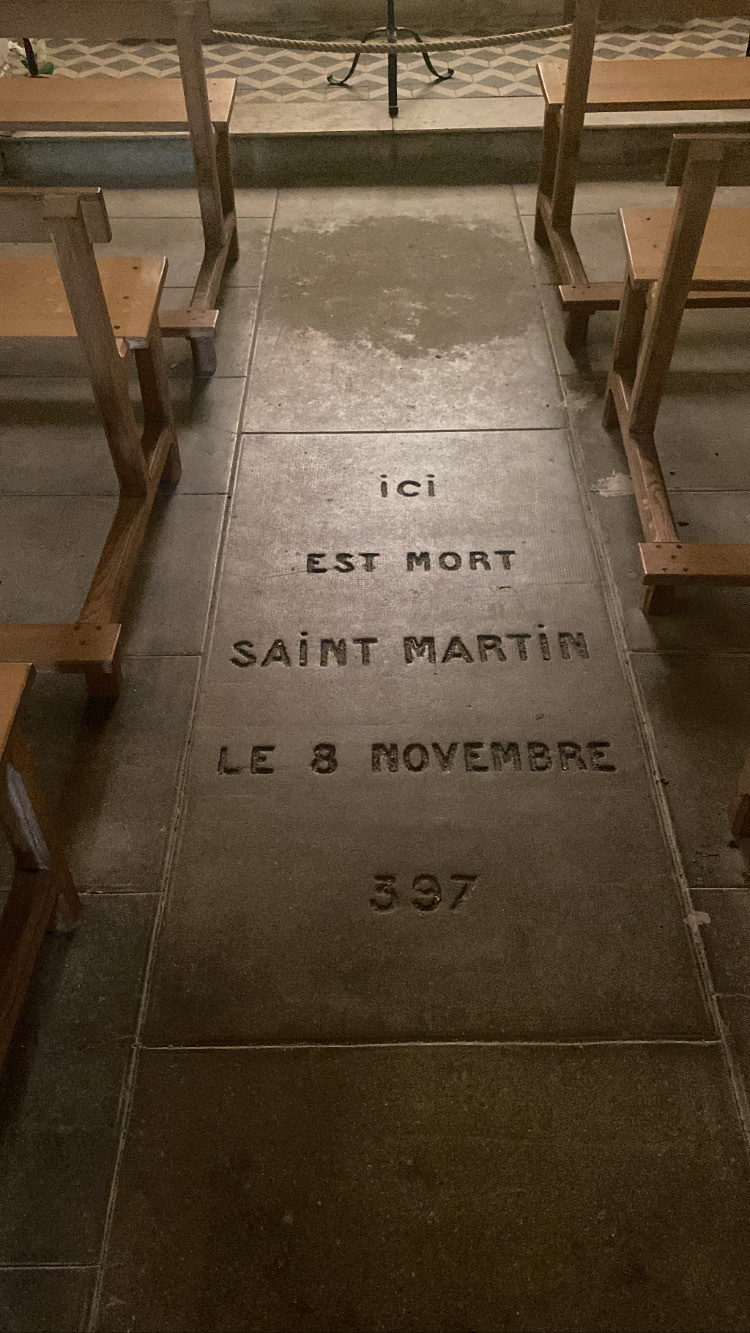 ici
EST MORT
SAiNT MARTiN
LE 8 NOVEMBRE
397